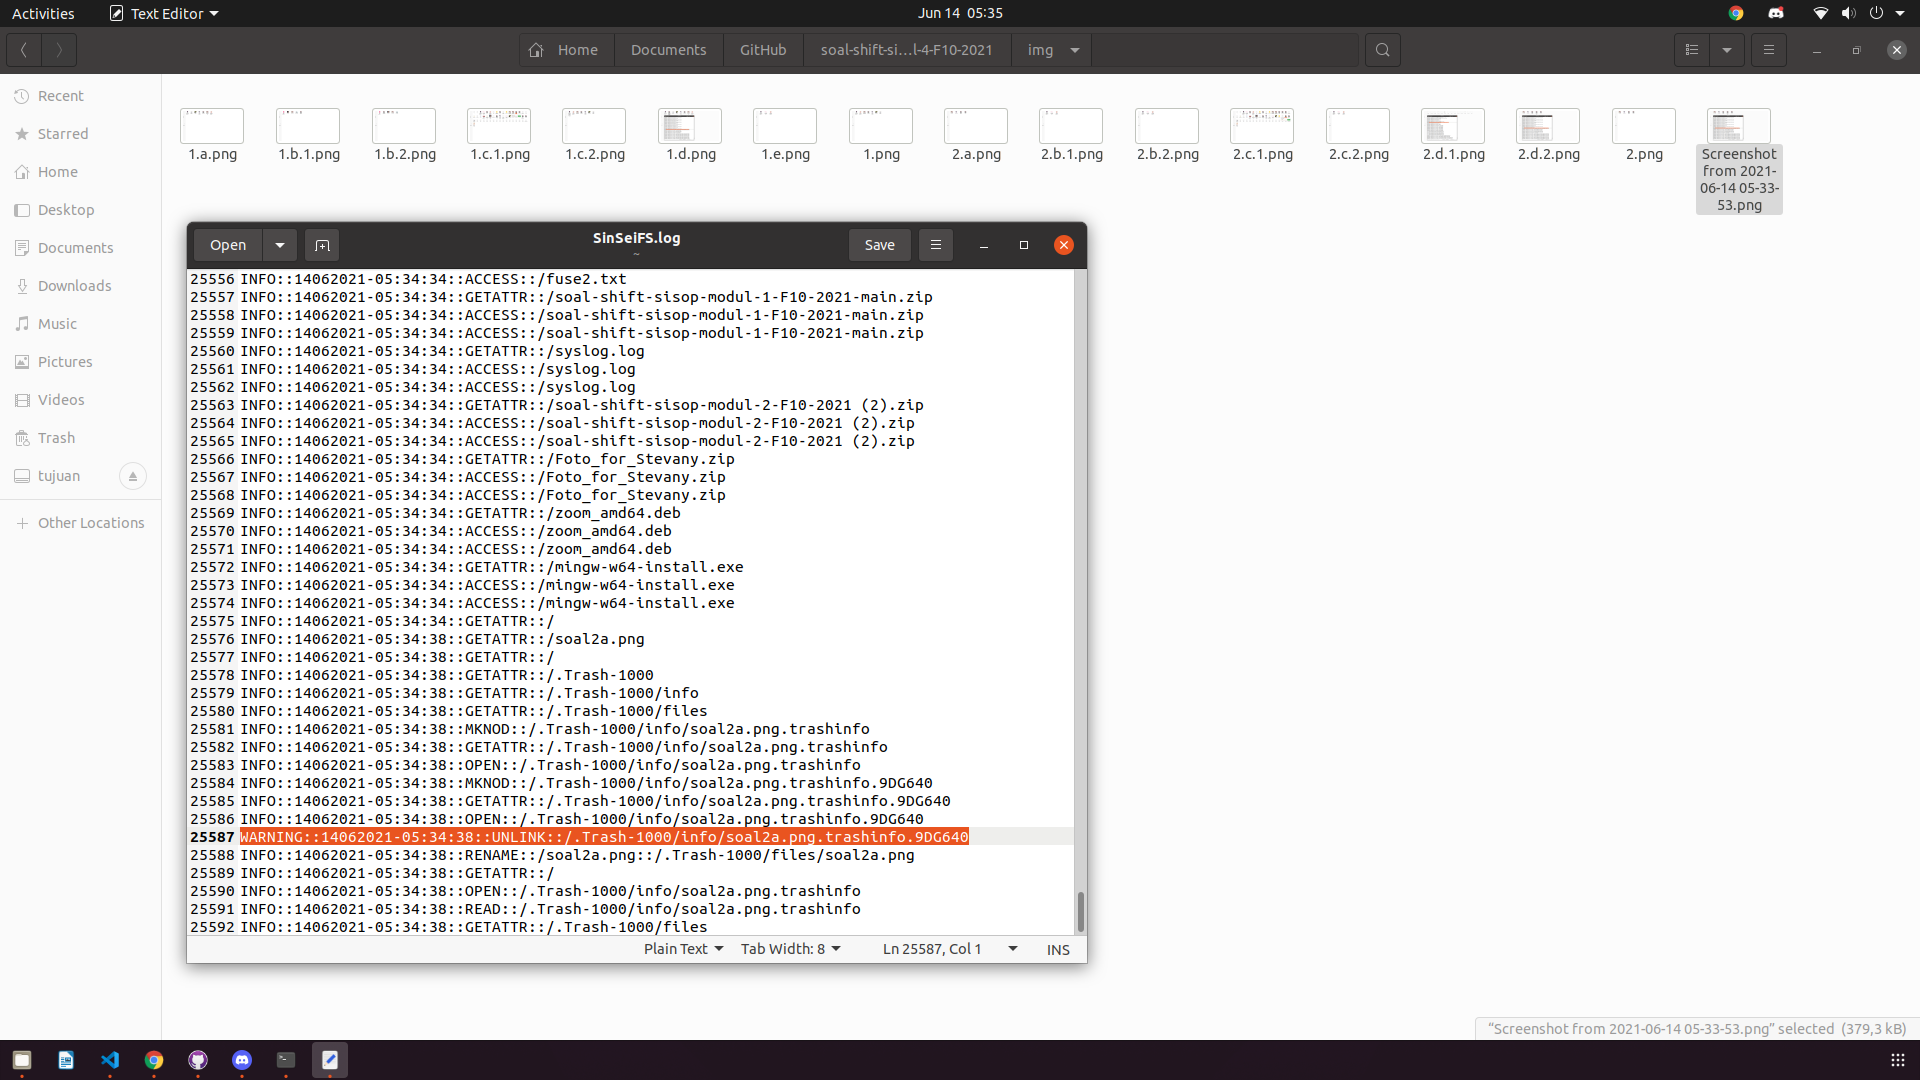 Activities
Text Editor
Jun 14  05:35
Home
Documents
GitHub
soal-shift-si…l-4-F10-2021
img
Recent
Starred
Home
Desktop
Documents
Downloads
Music
Pictures
Videos
Trash
tujuan
Other Locations
1.a.png
1.b.1.png
1.b.2.png
1.c.1.png
1.c.2.png
1.d.png
1.e.png
1.png
2.a.png
2.b.1.png
2.b.2.png
2.c.1.png
2.c.2.png
2.d.1.png
2.d.2.png
2.png
Screenshot
from 2021-
06-14 05-33-
53.png
Open
SinSeiFS.log
~
Save
25556 INFO::14062021-05:34:34::ACCESS::/fuse2.txt
25557 INFO::14062021-05:34:34::GETATTR::/soal-shift-sisop-modul-1-F10-2021-main.zip
25558 INFO::14062021-05:34:34::ACCESS::/soal-shift-sisop-modul-1-F10-2021-main.zip
25559 INFO::14062021-05:34:34::ACCESS::/soal-shift-sisop-modul-1-F10-2021-main.zip
25560 INFO::14062021-05:34:34::GETATTR::/syslog.log
25561 INFO::14062021-05:34:34::ACCESS::/syslog.log
25562 INFO::14062021-05:34:34::ACCESS::/syslog.log
25563 INFO::14062021-05:34:34::GETATTR::/soal-shift-sisop-modul-2-F10-2021 (2).zip
25564 INFO::14062021-05:34:34::ACCESS::/soal-shift-sisop-modul-2-F10-2021 (2).zip
25565 INFO::14062021-05:34:34::ACCESS::/soal-shift-sisop-modul-2-F10-2021 (2).zip
25566 INFO::14062021-05:34:34::GETATTR::/Foto_for_Stevany.zip
25567 INFO::14062021-05:34:34::ACCESS::/Foto_for_Stevany.zip
25568 INFO::14062021-05:34:34::ACCESS::/Foto_for_Stevany.zip
25569 INFO::14062021-05:34:34::GETATTR::/zoom_amd64.deb
25570 INFO::14062021-05:34:34::ACCESS::/zoom_amd64.deb
25571 INFO::14062021-05:34:34::ACCESS::/zoom_amd64.deb
25572 INFO::14062021-05:34:34::GETATTR::/mingw-w64-install.exe
25573 INFO::14062021-05:34:34::ACCESS::/mingw-w64-install.exe
25574 INFO::14062021-05:34:34::ACCESS::/mingw-w64-install.exe
25575 INFO::14062021-05:34:34::GETATTR::/
25576 INFO::14062021-05:34:38::GETATTR::/soal2a.png
25577 INFO::14062021-05:34:38::GETATTR::/
25578 INFO::14062021-05:34:38::GETATTR::/.Trash-1000
25579 INFO::14062021-05:34:38::GETATTR::/.Trash-1000/info
25580 INFO::14062021-05:34:38::GETATTR::/.Trash-1000/files
25581 INFO::14062021-05:34:38::MKNOD::/.Trash-1000/info/soal2a.png.trashinfo
25582 INFO::14062021-05:34:38::GETATTR::/.Trash-1000/info/soal2a.png.trashinfo
25583 INFO::14062021-05:34:38::OPEN::/.Trash-1000/info/soal2a.png.trashinfo
25584 INFO::14062021-05:34:38::MKNOD::/.Trash-1000/info/soal2a.png.trashinfo.9DG640
25585 INFO::14062021-05:34:38::GETATTR::/.Trash-1000/info/soal2a.png.trashinfo.9DG640
25586 INFO::14062021-05:34:38::OPEN::/.Trash-1000/info/soal2a.png.trashinfo.9DG640
25587 WARNING::14062021-05:34:38::UNLINK::/.Trash-1000/info/soal2a.png.trashinfo.9DG640
25588 INFO::14062021-05:34:38::RENAME::/soal2a.png::/.Trash-1000/files/soal2a.png
25589 INFO::14062021-05:34:38::GETATTR::/
25590 INFO::14062021-05:34:38::OPEN::/.Trash-1000/info/soal2a.png.trashinfo
25591 INFO::14062021-05:34:38::READ::/.Trash-1000/info/soal2a.png.trashinfo
25592 INFO::14062021-05:34:38::GETATTR::/.Trash-1000/files
Plain Text
Tab Width: 8
Ln 25587, Col 1
INS
“Screenshot from 2021-06-14 05-33-53.png” selected  (379,3 kB)